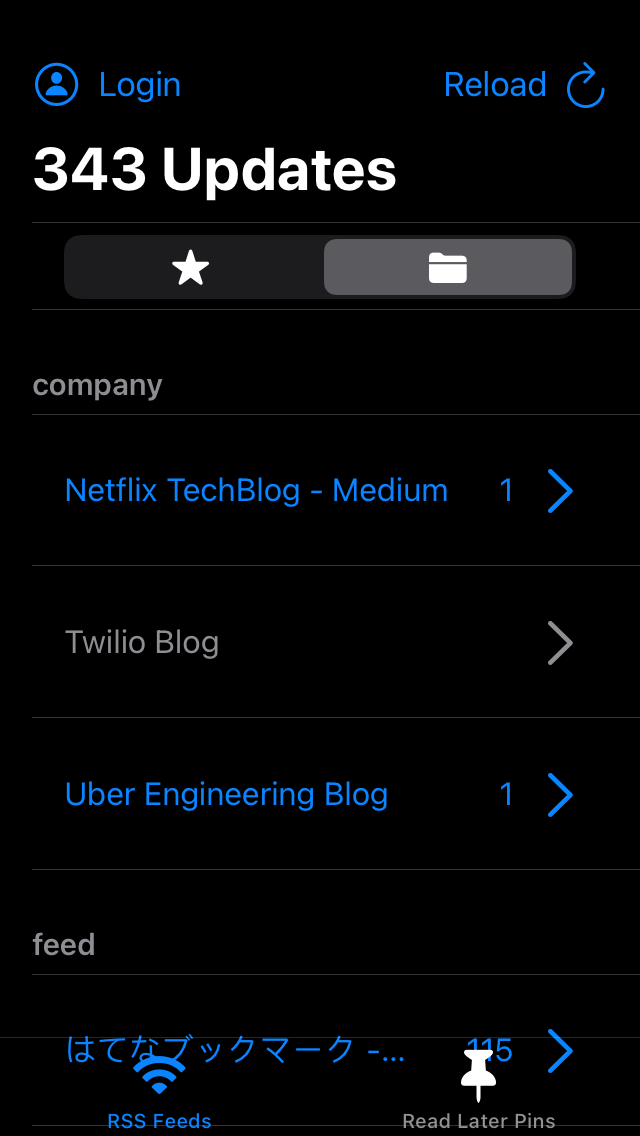 Login Reload
343 Updates
company
Netflix TechBlog - Medium 1
Twilio Blog
Uber Engineering Blog 1
feed
はてなブックマーク -... 115
RSS Feeds Read Later Pins